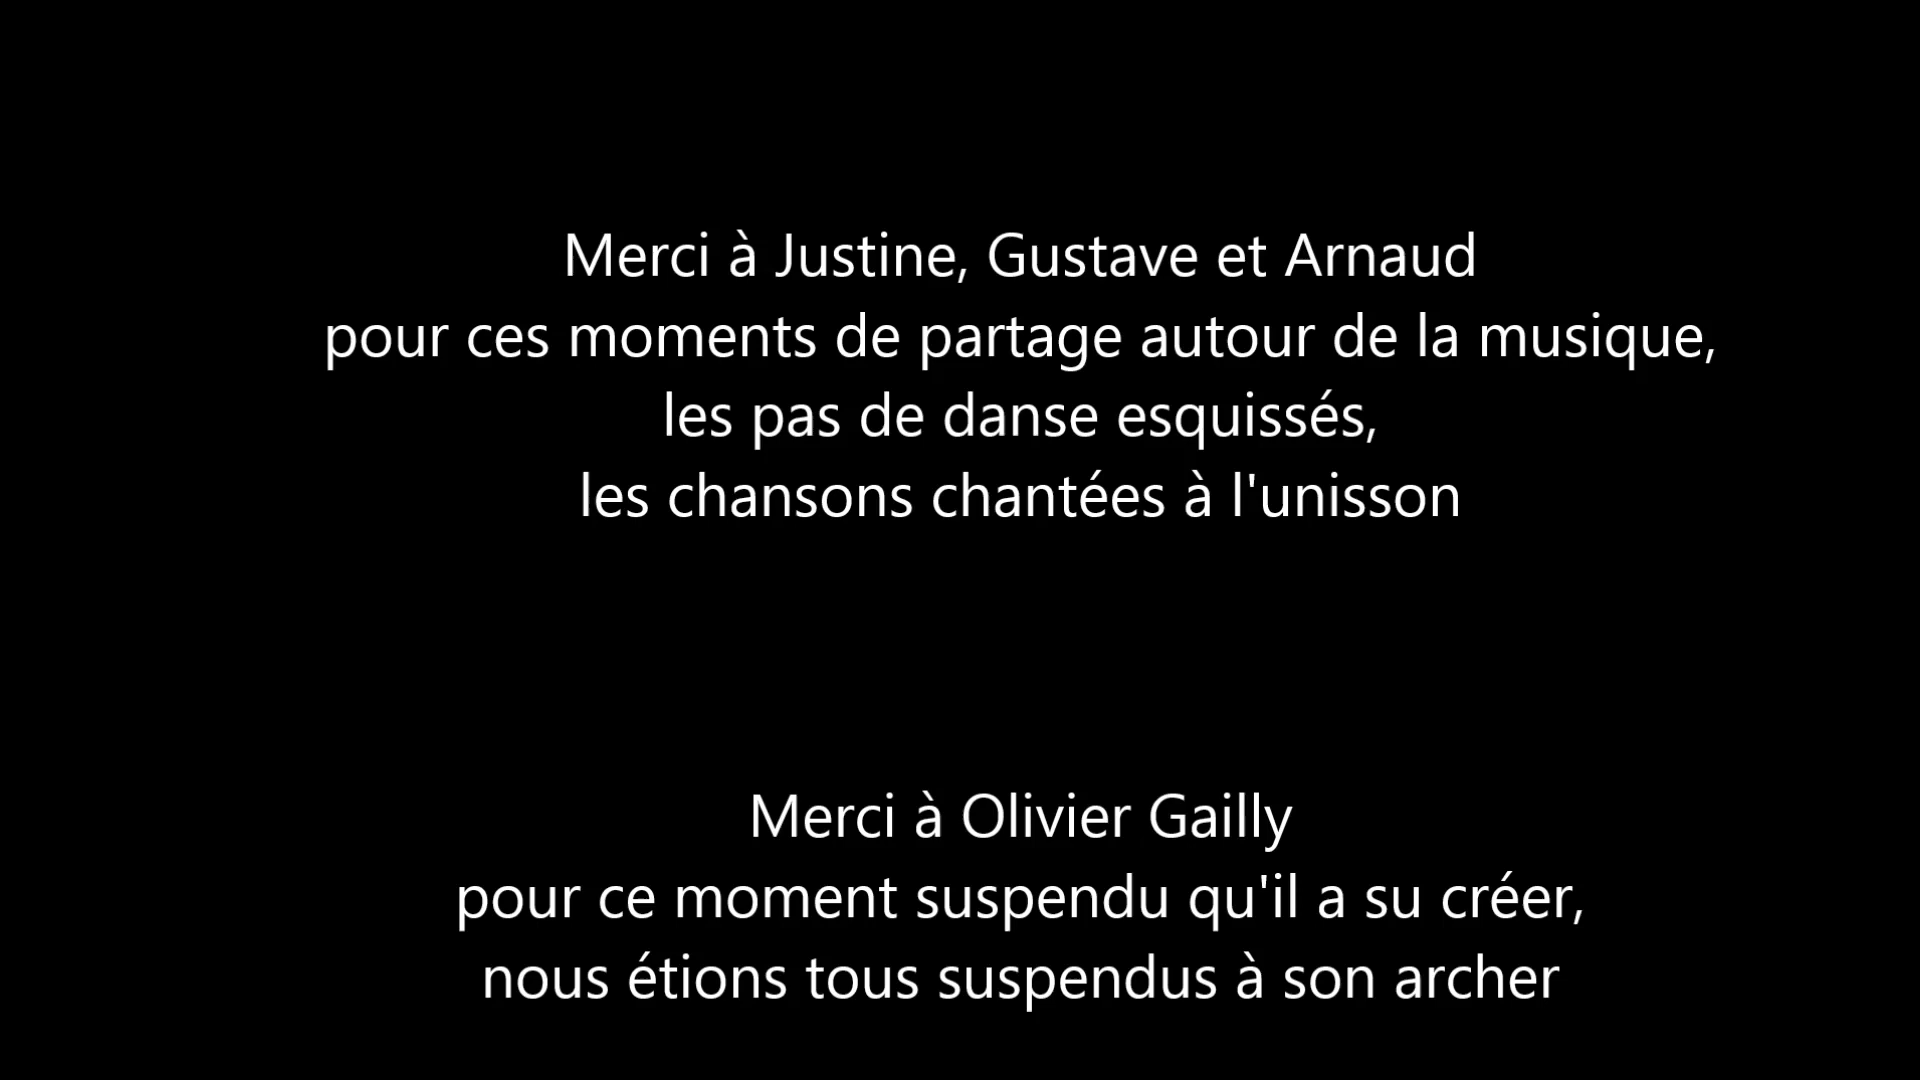 Merci à Justine, Gustave et Arnaud
pour ces moments de partage autour de la musique,
les pas de danse esquissés,
les chansons chantées à l'unisson
Merci à Olivier Gailly
pour ce moment suspendu qu'il a su créer,
nous étions tous suspendus à son archer